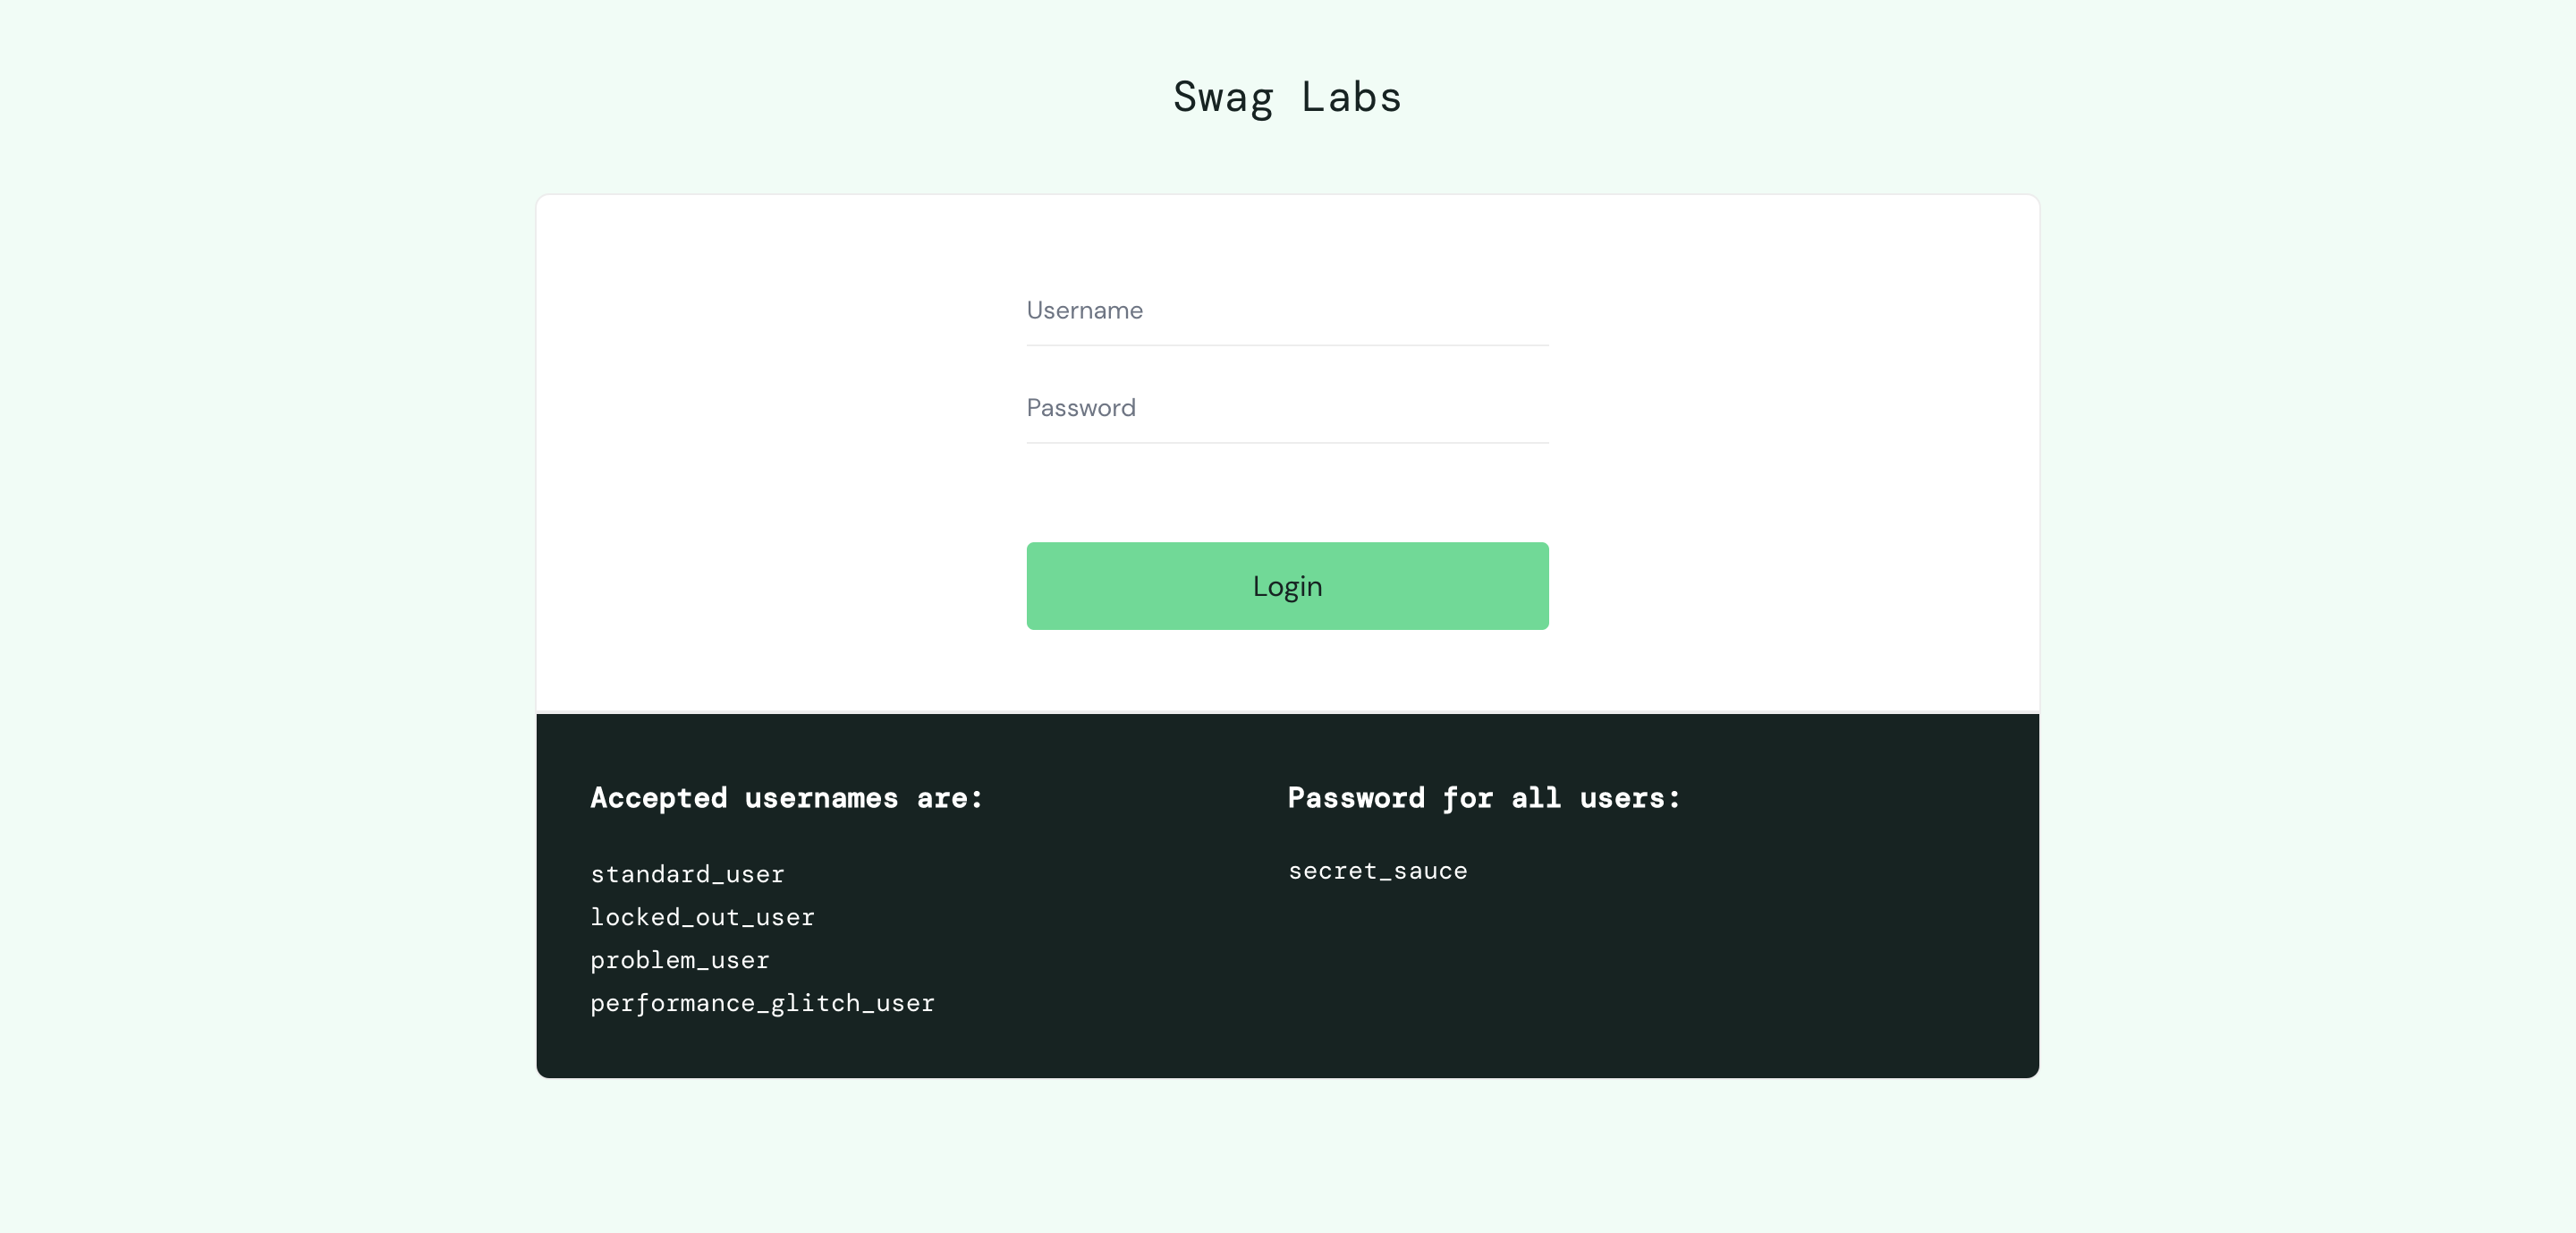 Swag Labs
Username
Password
Login
Accepted usernames are:
standard_user
locked_out_user
problem_user
performance_glitch_user
Password for all users:
secret_sauce